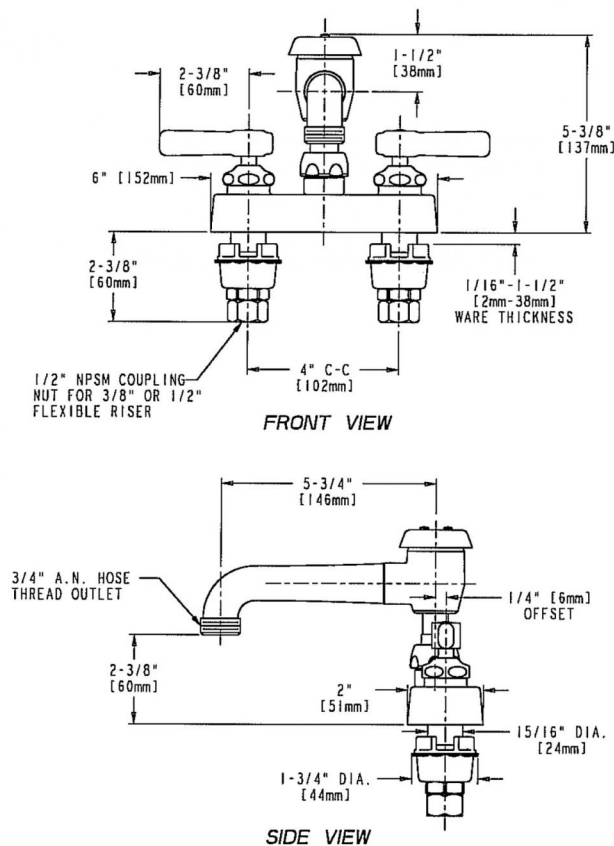 1-1/2"
[38mm]
2-3/8"
[60mm]
5-3/8"
[137mm]
6" [152mm]
2-3/8"
[60mm]
1/16"-1-1/2"
[2mm-38mm]
WARE THICKNESS
4" C-C
[102mm]
1/2" NPSM COUPLING
NUT FOR 3/8" OR 1/2"
FLEXIBLE RISER
FRONT VIEW
5-3/4"
[146mm]
3/4" A.N. HOSE
THREAD OUTLET
1/4" [6mm]
OFFSET
2-3/8"
[60mm]
2"
[51mm]
15/16" DIA.
[24mm]
1-3/4" DIA.
[44mm]
SIDE VIEW